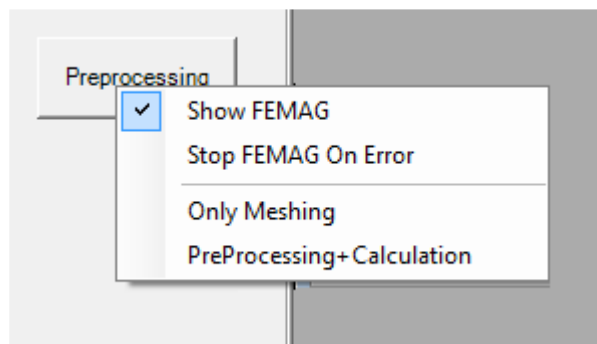 Preprocessing
Show FEMAG
Stop FEMAG On Error
Only Meshing
PreProcessing+Calculation